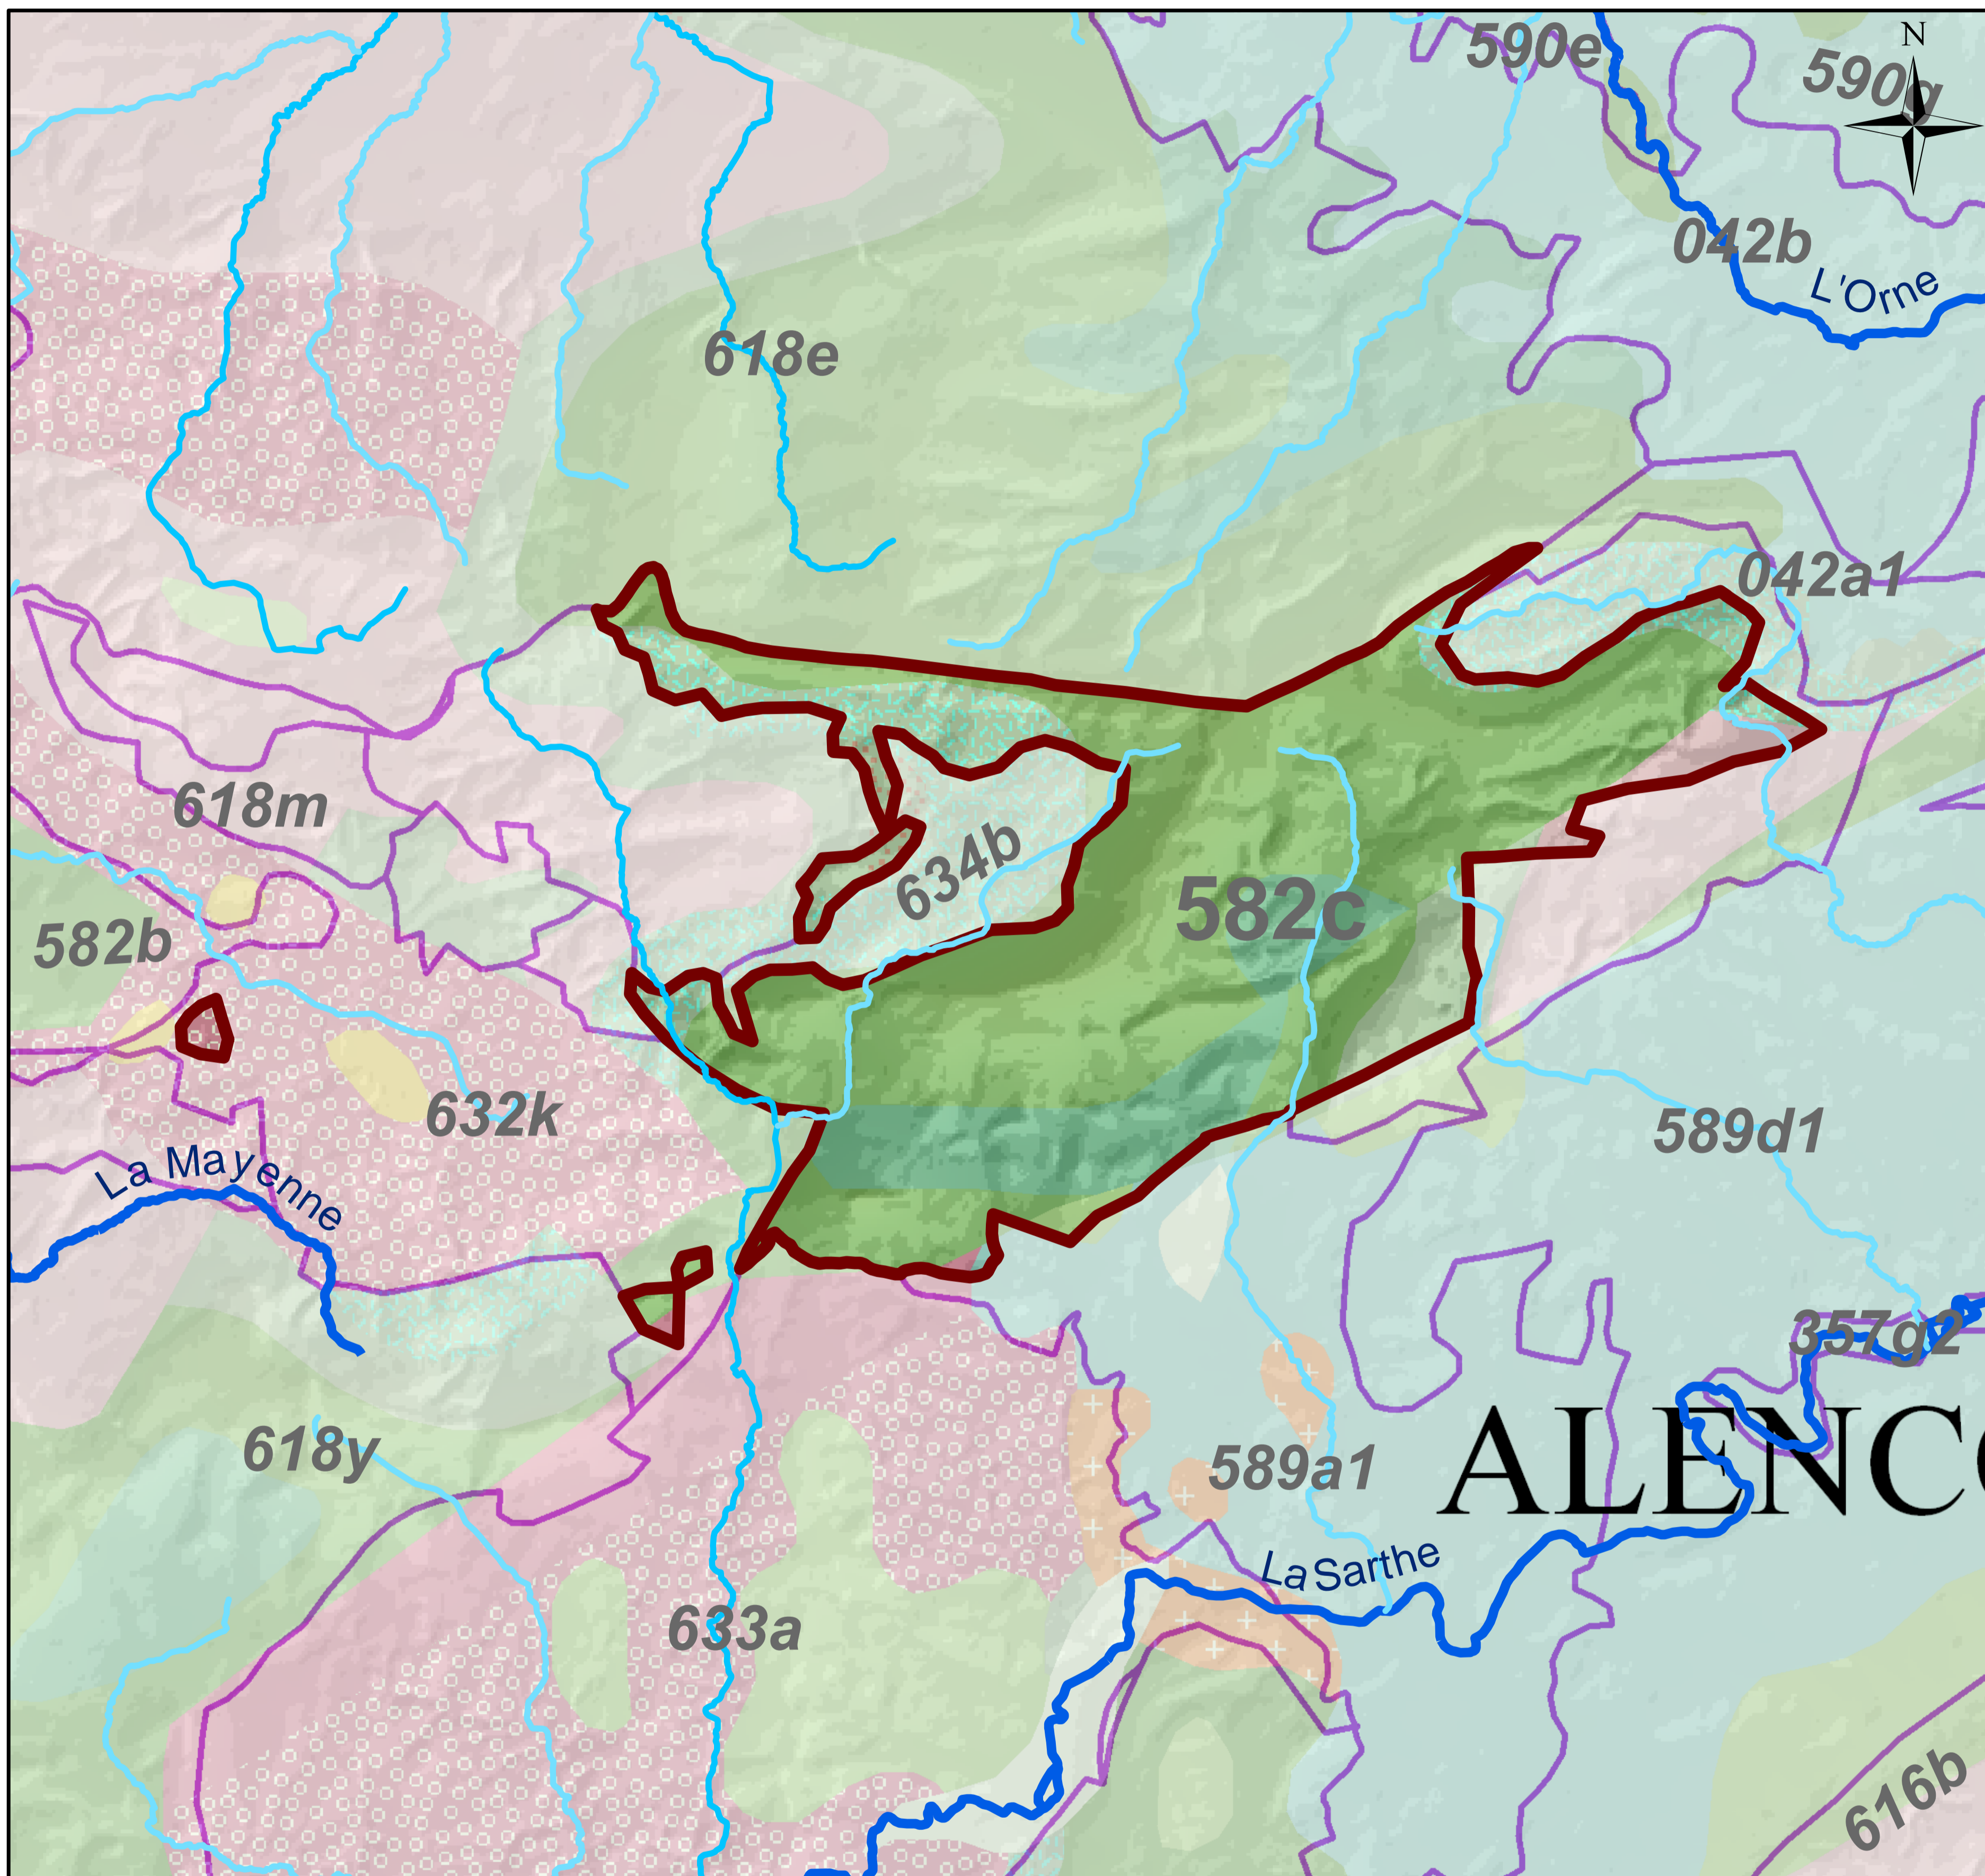 N
590e
590g
042b
L'Orne
618e
042a1
618m
634b
582c
582b
632k
589d1
La Mayenne
357g2
618y
589a1
ALENC
La Sarthe
633a
616b